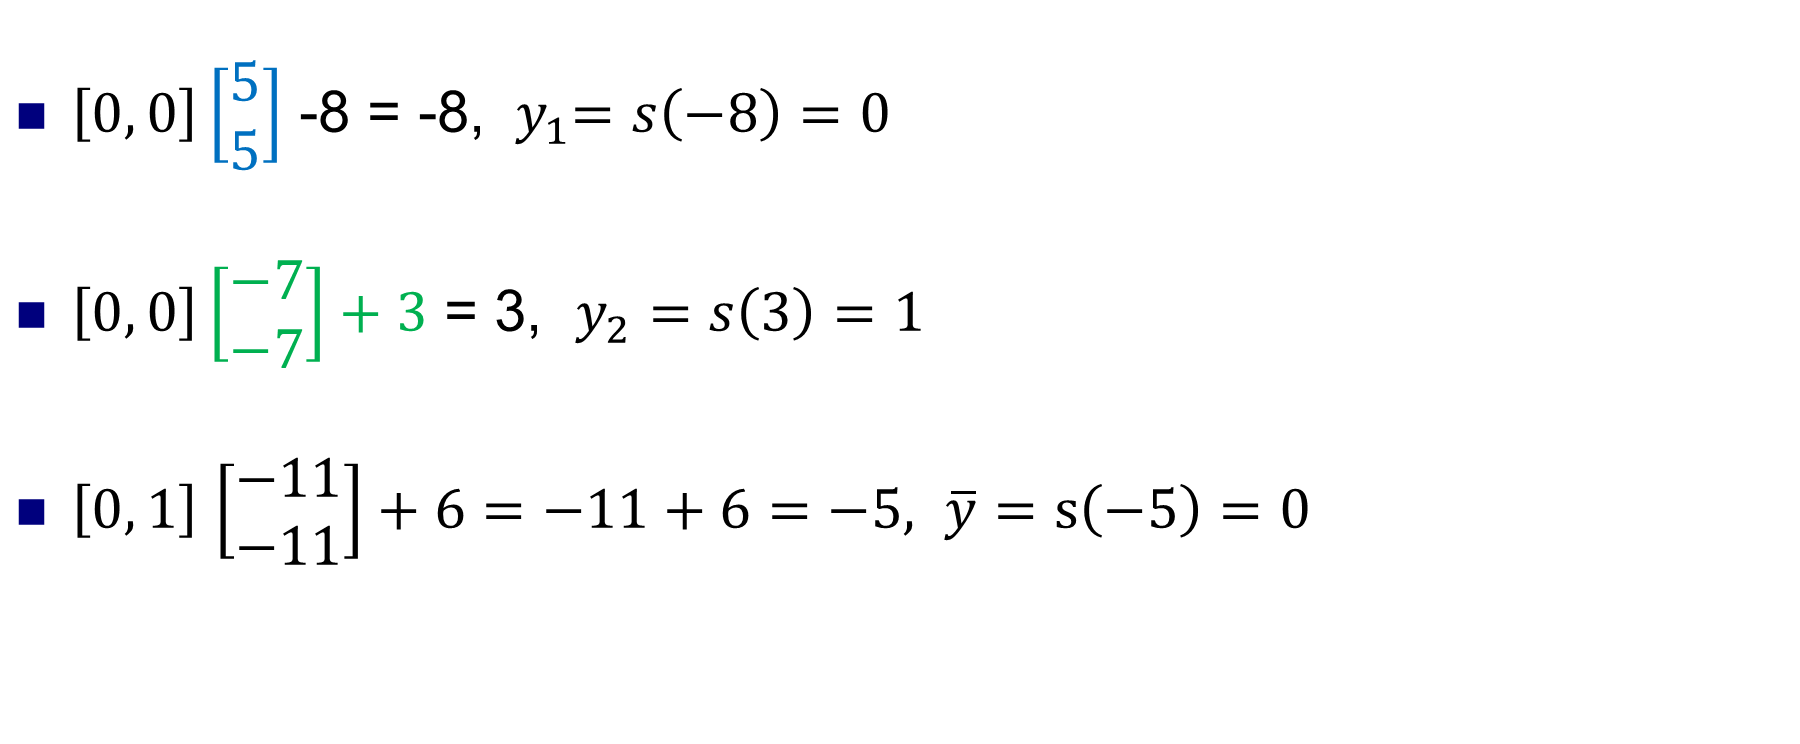 ■ [0, 0] [5 5] -8 = -8, y₁= s(−8) = 0
■ [0, 0] [−7 −7] + 3 = 3, y₂ = s(3) = 1
■ [0, 1] [−11 −11] + 6 = −11 + 6 = −5, y̅ = s(−5) = 0